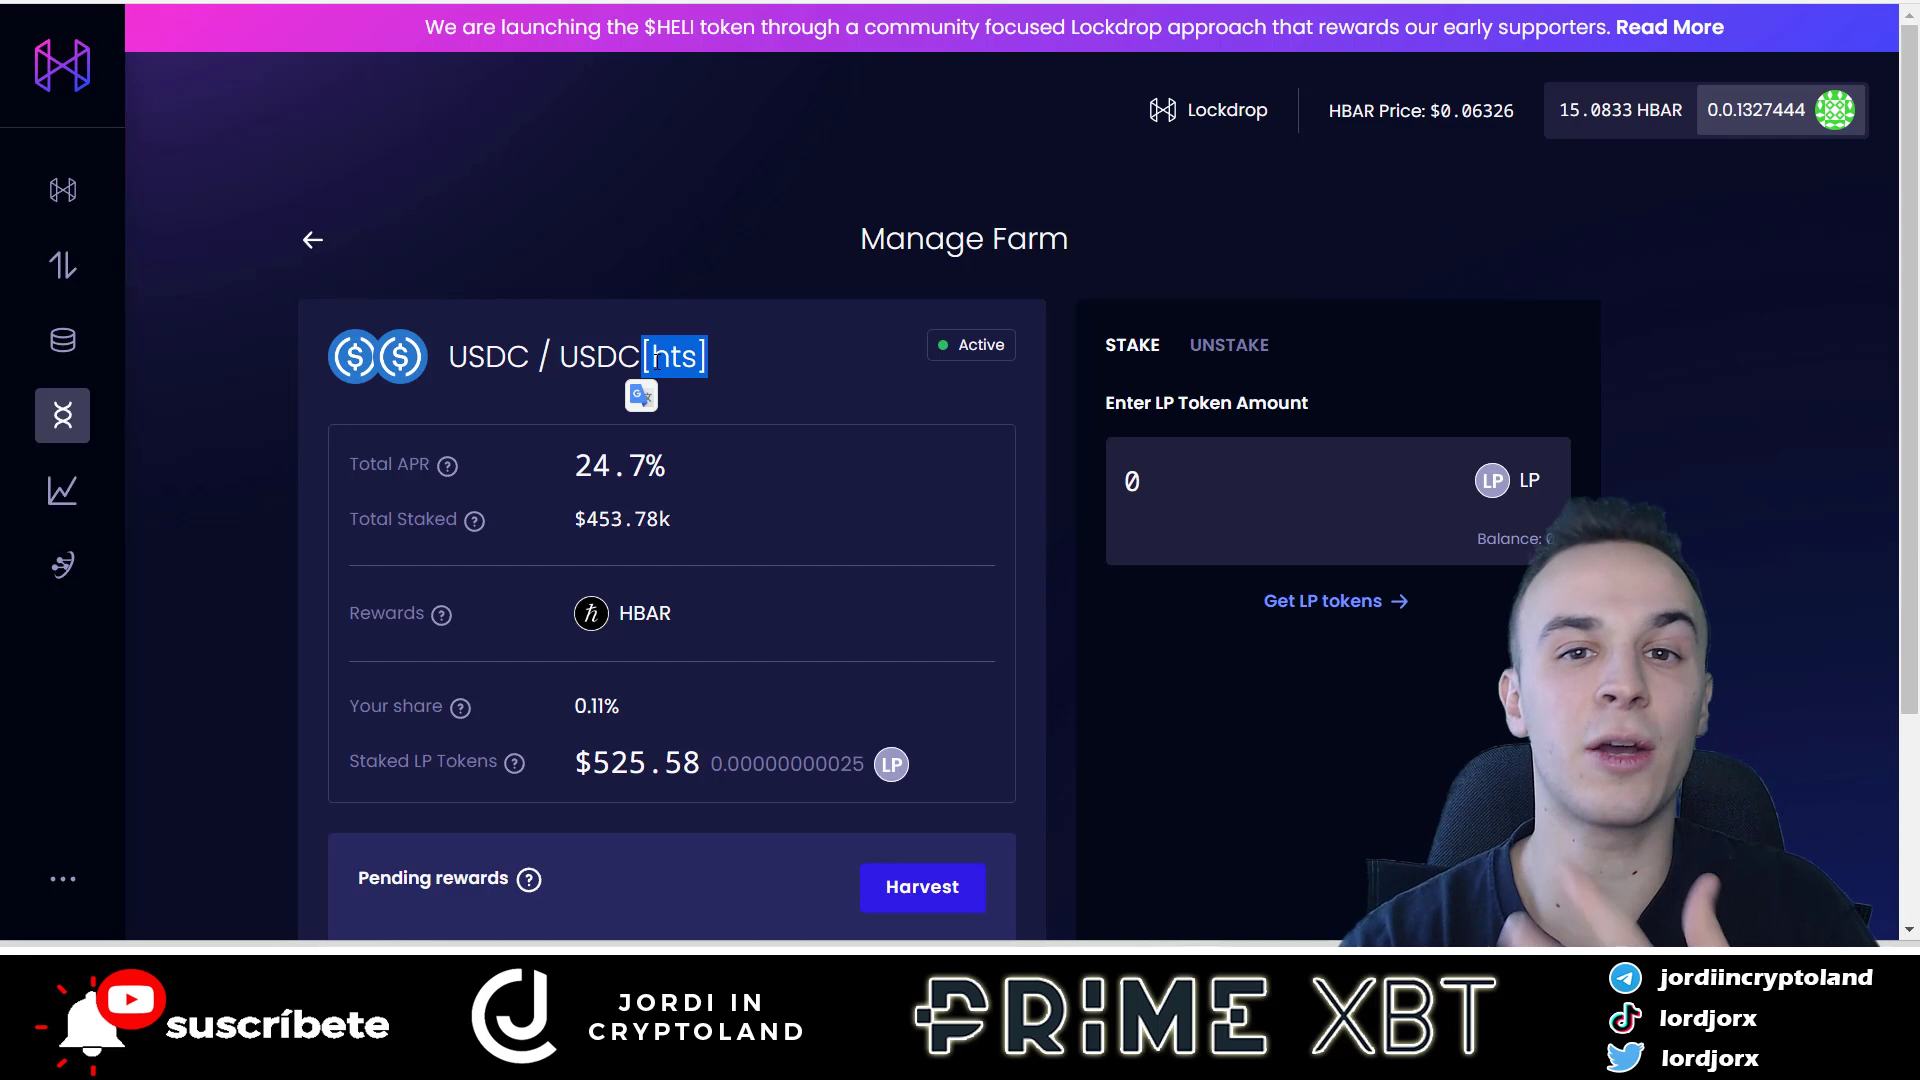 We are launching the $HELI token through a community focused Lockdrop approach that rewards our early supporters. Read More
Lockdrop
HBAR Price: $0.06326
15.0833 HBAR
0.0.1327444
Manage Farm
USDC / USDC[hts]
Active
Total APR ?
24.7%
Total Staked ?
$453.78k
Rewards ?
HBAR
Your share ?
0.11%
Staked LP Tokens ?
$525.58 0.00000000025 LP
Pending rewards ?
Harvest
STAKE UNSTAKE
Enter LP Token Amount
0
LP LP
Balance:
Get LP tokens →
suscríbete
JORDI IN
CRYPTOLAND
PRIME XBT
jordiincryptoland
lordjorx
lordjorx